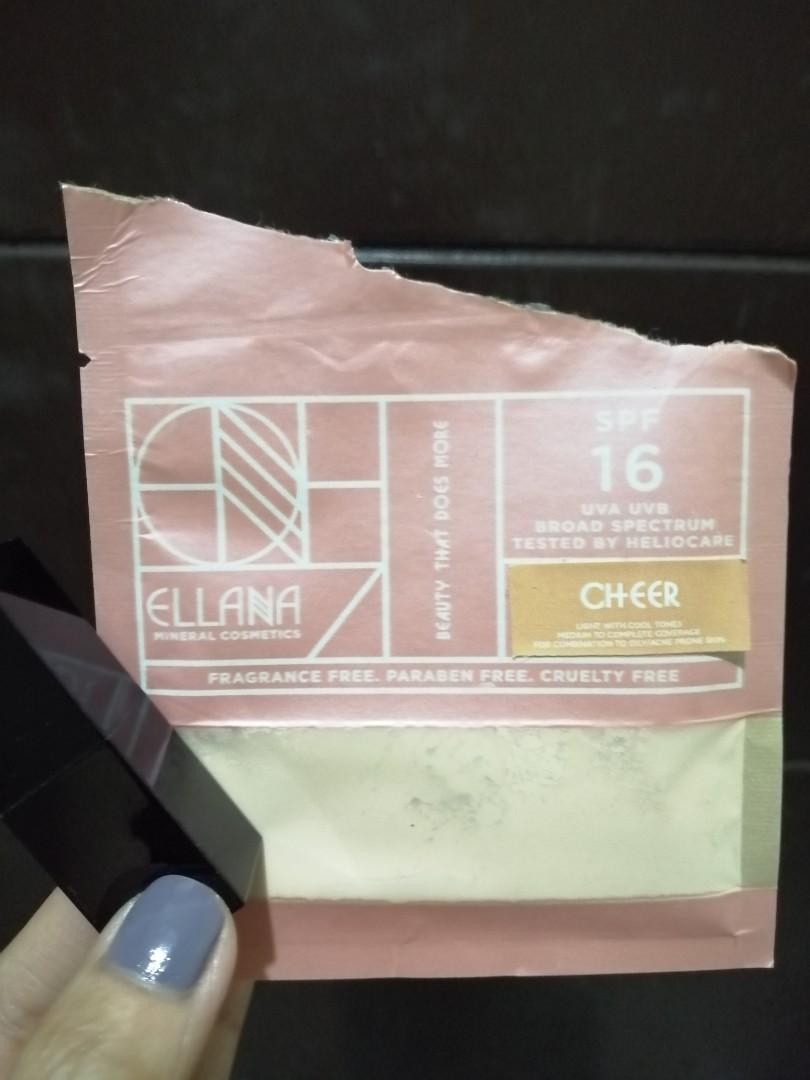 SPF
16
UVA UVB
BROAD SPECTRUM
TESTED BY HELIOCARE
BEAUTY THAT DOES MORE
ELLANA
MINERAL COSMETICS
CHEER
LIGHT WITH COOL TONES
MEDIUM TO COMPLETE COVERAGE
FOR COMBINATION TO OILY/ACNE PRONE SKIN
FRAGRANCE FREE. PARABEN FREE. CRUELTY FREE